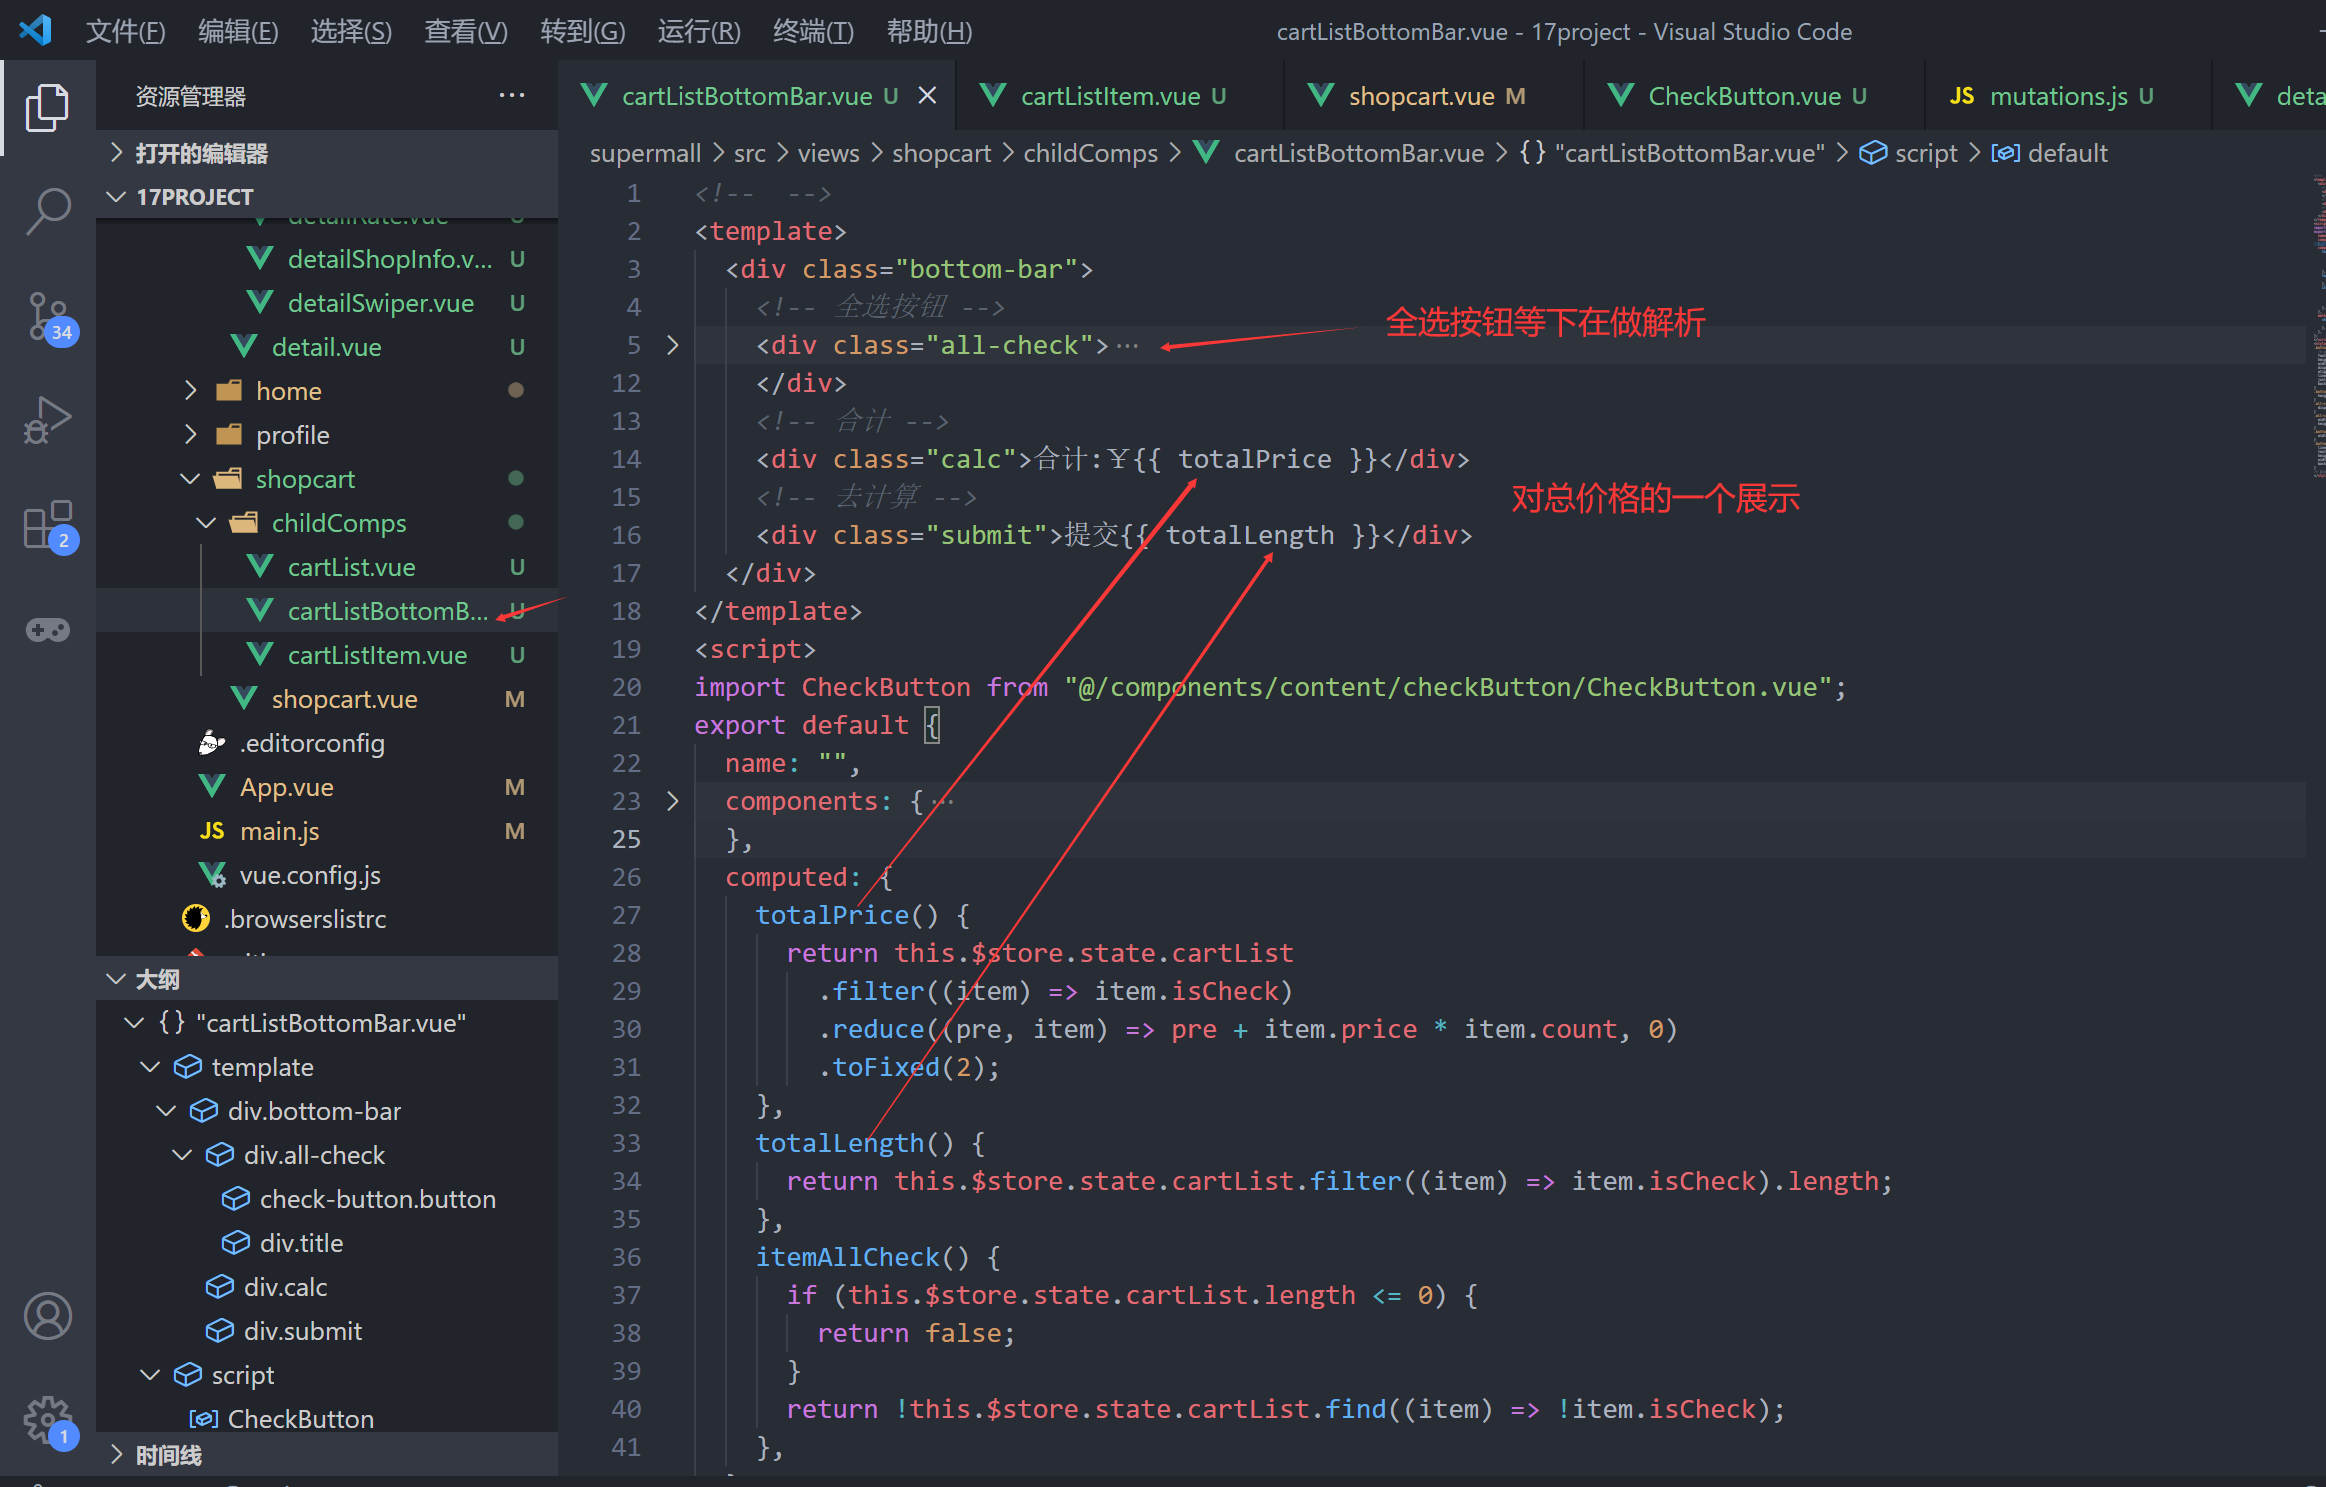 文件(F) 编辑(E) 选择(S) 查看(V) 转到(G) 运行(R) 终端(T) 帮助(H)
cartListBottomBar.vue - 17project - Visual Studio Code
资源管理器 ···
cartListBottomBar.vue U
cartListItem.vue U
shopcart.vue M
CheckButton.vue U
JS mutations.js U
打开的编辑器
17PROJECT
detailRate.vue U
detailShopInfo.v... U
detailSwiper.vue U
detail.vue U
home
profile
shopcart
childComps
cartList.vue U
cartListBottomB... U
cartListItem.vue U
shopcart.vue M
.editorconfig
App.vue M
JS main.js M
vue.config.js
.browserslistrc
大纲
{} "cartListBottomBar.vue"
template
div.bottom-bar
div.all-check
check-button.button
div.title
div.calc
div.submit
script
CheckButton
时间线
34
2
1
supermall > src > views > shopcart > childComps > cartListBottomBar.vue > {} "cartListBottomBar.vue" > script > default
1 <!--  -->
2 <template>
3 <div class="bottom-bar">
4 <!-- 全选按钮 -->
5 <div class="all-check">···
全选按钮等下在做解析
12 </div>
13 <!-- 合计 -->
14 <div class="calc">合计:￥{{ totalPrice }}</div>
15 <!-- 去计算 -->
对总价格的一个展示
16 <div class="submit">提交{{ totalLength }}</div>
17 </div>
18 </template>
19 <script>
20 import CheckButton from "@/components/content/checkButton/CheckButton.vue";
21 export default {
22 name: "",
23 components: {···
25 },
26 computed: {
27 totalPrice() {
28 return this.$store.state.cartList
29 .filter((item) => item.isCheck)
30 .reduce((pre, item) => pre + item.price * item.count, 0)
31 .toFixed(2);
32 },
33 totalLength() {
34 return this.$store.state.cartList.filter((item) => item.isCheck).length;
35 },
36 itemAllCheck() {
37 if (this.$store.state.cartList.length <= 0) {
38 return false;
39 }
40 return !this.$store.state.cartList.find((item) => !item.isCheck);
41 },